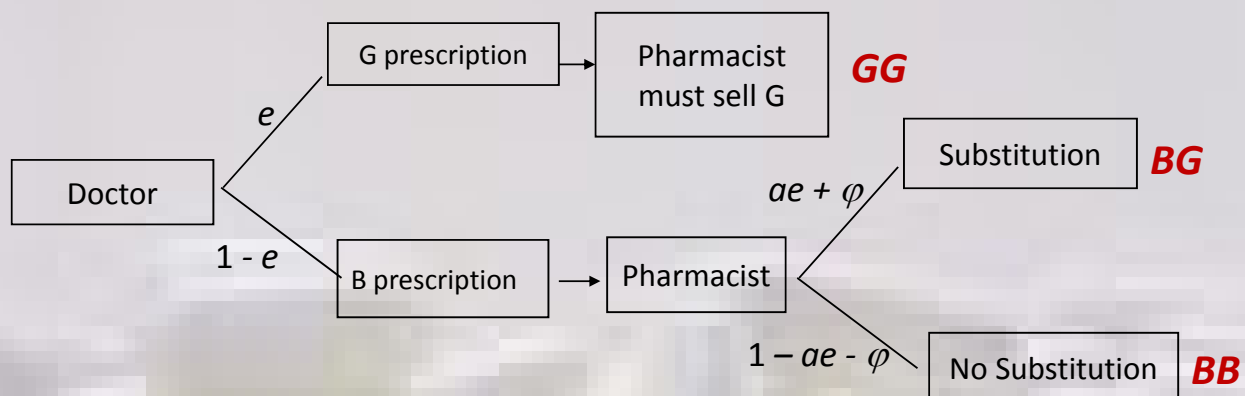 G prescription
Pharmacist
must sell G
GG
e
Doctor
Substitution
BG
ae + φ
1 - e
B prescription
Pharmacist
1 – ae - φ
No Substitution
BB